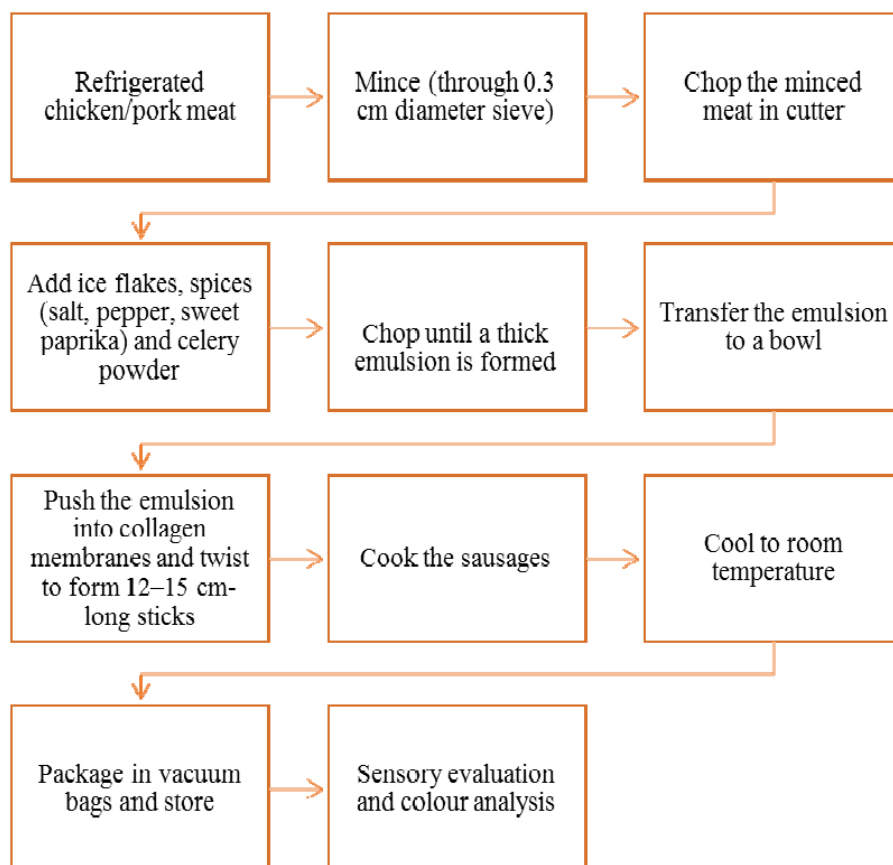 Refrigerated
chicken/pork meat
Mince (through 0.3
cm diameter sieve)
Chop the minced
meat in cutter
Add ice flakes, spices
(salt, pepper, sweet
paprika) and celery
powder
Chop until a thick
emulsion is formed
Transfer the emulsion
to a bowl
Push the emulsion
into collagen
membranes and twist
to form 12–15 cm-
long sticks
Cook the sausages
Cool to room
temperature
Package in vacuum
bags and store
Sensory evaluation
and colour analysis